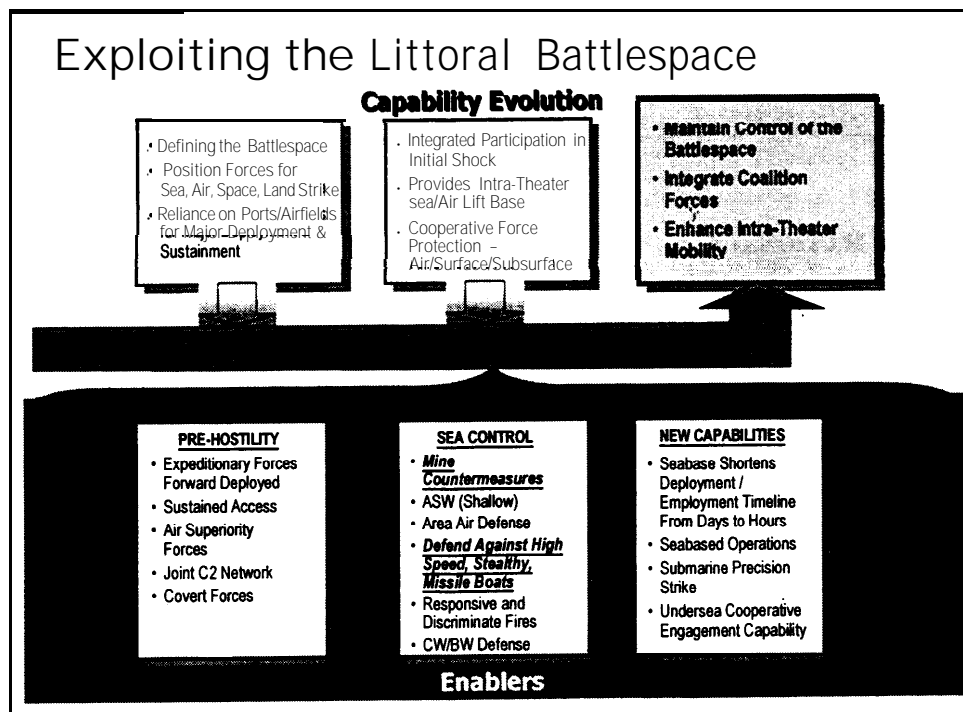 Exploiting the Littoral Battlespace
Capability Evolution
• Defining the Battlespace
• Position Forces for
Sea, Air, Space, Land Strike
• Reliance on Ports/Airfields
for Major Deployment &
Sustainment
• Integrated Participation in
Initial Shock
• Provides Intra-Theater
sea/Air Lift Base
• Cooperative Force
Protection –
Air/Surface/Subsurface
• Maintain Control of the
Battlespace
• Integrate Coalition
Forces
• Enhance Intra-Theater
Mobility
PRE-HOSTILITY
• Expeditionary Forces
Forward Deployed
• Sustained Access
• Air Superiority
Forces
• Joint C2 Network
• Covert Forces
SEA CONTROL
• Mine
Countermeasures
• ASW (Shallow)
• Area Air Defense
• Defend Against High
Speed, Stealthy,
Missile Boats
• Responsive and
Discriminate Fires
• CW/BW Defense
NEW CAPABILITIES
• Seabase Shortens
Deployment /
Employment Timeline
From Days to Hours
• Seabased Operations
• Submarine Precision
Strike
• Undersea Cooperative
Engagement Capability
Enablers